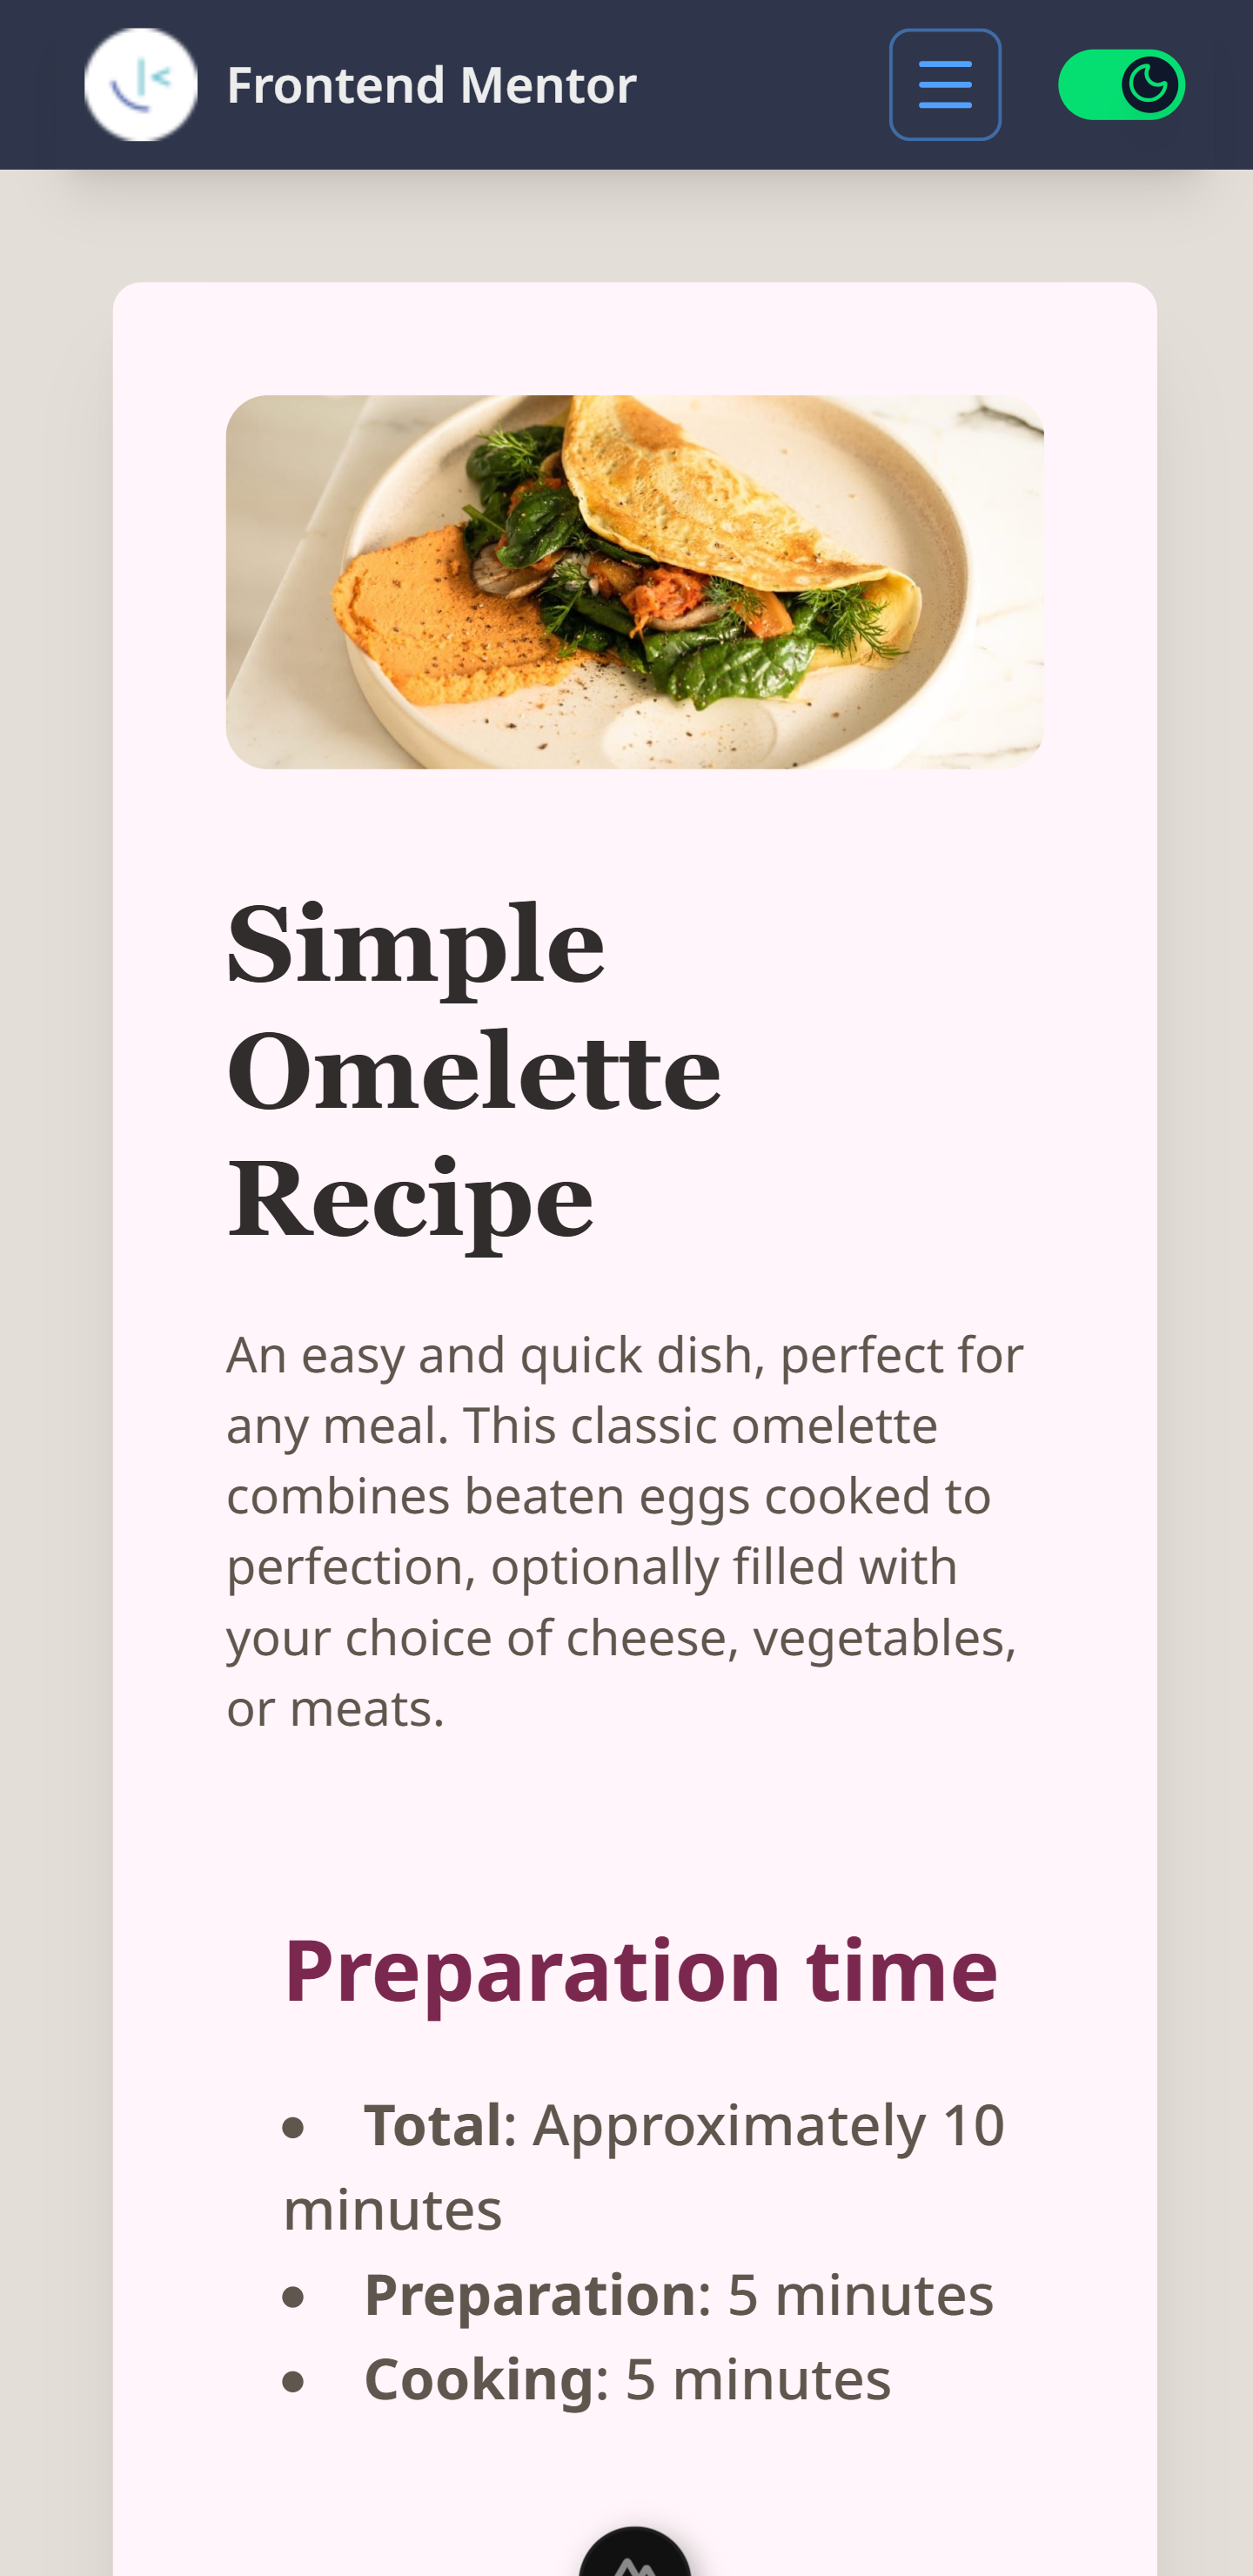 Frontend Mentor
Simple
Omelette
Recipe
An easy and quick dish, perfect for
any meal. This classic omelette
combines beaten eggs cooked to
perfection, optionally filled with
your choice of cheese, vegetables,
or meats.
Preparation time
• Total: Approximately 10
minutes
• Preparation: 5 minutes
• Cooking: 5 minutes